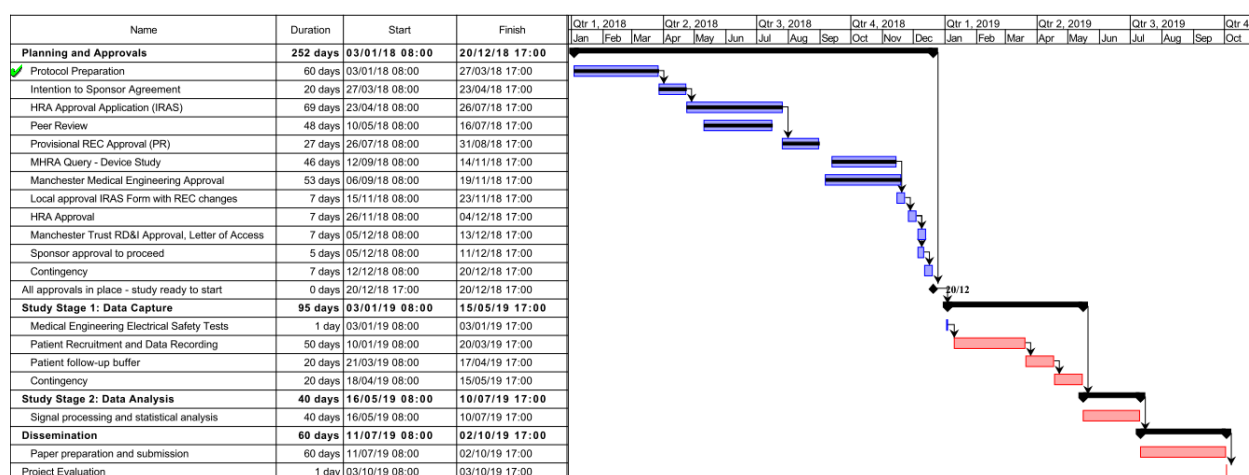 Name Duration Start Finish Qtr 1, 2018 Qtr 2, 2018 Qtr 3, 2018 Qtr 4, 2018 Qtr 1, 2019 Qtr 2, 2019 Qtr 3, 2019 Qtr 4
Jan Feb Mar Apr May Jun Jul Aug Sep Oct Nov Dec Jan Feb Mar Apr May Jun Jul Aug Sep Oct
Planning and Approvals 252 days 03/01/18 08:00 20/12/18 17:00
Protocol Preparation 60 days 03/01/18 08:00 27/03/18 17:00
Intention to Sponsor Agreement 20 days 27/03/18 08:00 23/04/18 17:00
HRA Approval Application (IRAS) 69 days 23/04/18 08:00 26/07/18 17:00
Peer Review 48 days 10/05/18 08:00 16/07/18 17:00
Provisional REC Approval (PR) 27 days 26/07/18 08:00 31/08/18 17:00
MHRA Query - Device Study 46 days 12/09/18 08:00 14/11/18 17:00
Manchester Medical Engineering Approval 53 days 06/09/18 08:00 19/11/18 17:00
Local approval IRAS Form with REC changes 7 days 15/11/18 08:00 23/11/18 17:00
HRA Approval 7 days 26/11/18 08:00 04/12/18 17:00
Manchester Trust RD&I Approval, Letter of Access 7 days 05/12/18 08:00 13/12/18 17:00
Sponsor approval to proceed 5 days 05/12/18 08:00 11/12/18 17:00
Contingency 7 days 12/12/18 08:00 20/12/18 17:00
All approvals in place - study ready to start 0 days 20/12/18 17:00 20/12/18 17:00 20/12
Study Stage 1: Data Capture 95 days 03/01/19 08:00 15/05/19 17:00
Medical Engineering Electrical Safety Tests 1 day 03/01/19 08:00 03/01/19 17:00
Patient Recruitment and Data Recording 50 days 10/01/19 08:00 20/03/19 17:00
Patient follow-up buffer 20 days 21/03/19 08:00 17/04/19 17:00
Contingency 20 days 18/04/19 08:00 15/05/19 17:00
Study Stage 2: Data Analysis 40 days 16/05/19 08:00 10/07/19 17:00
Signal processing and statistical analysis 40 days 16/05/19 08:00 10/07/19 17:00
Dissemination 60 days 11/07/19 08:00 02/10/19 17:00
Paper preparation and submission 60 days 11/07/19 08:00 02/10/19 17:00
Project Evaluation 1 day 03/10/19 08:00 03/10/19 17:00